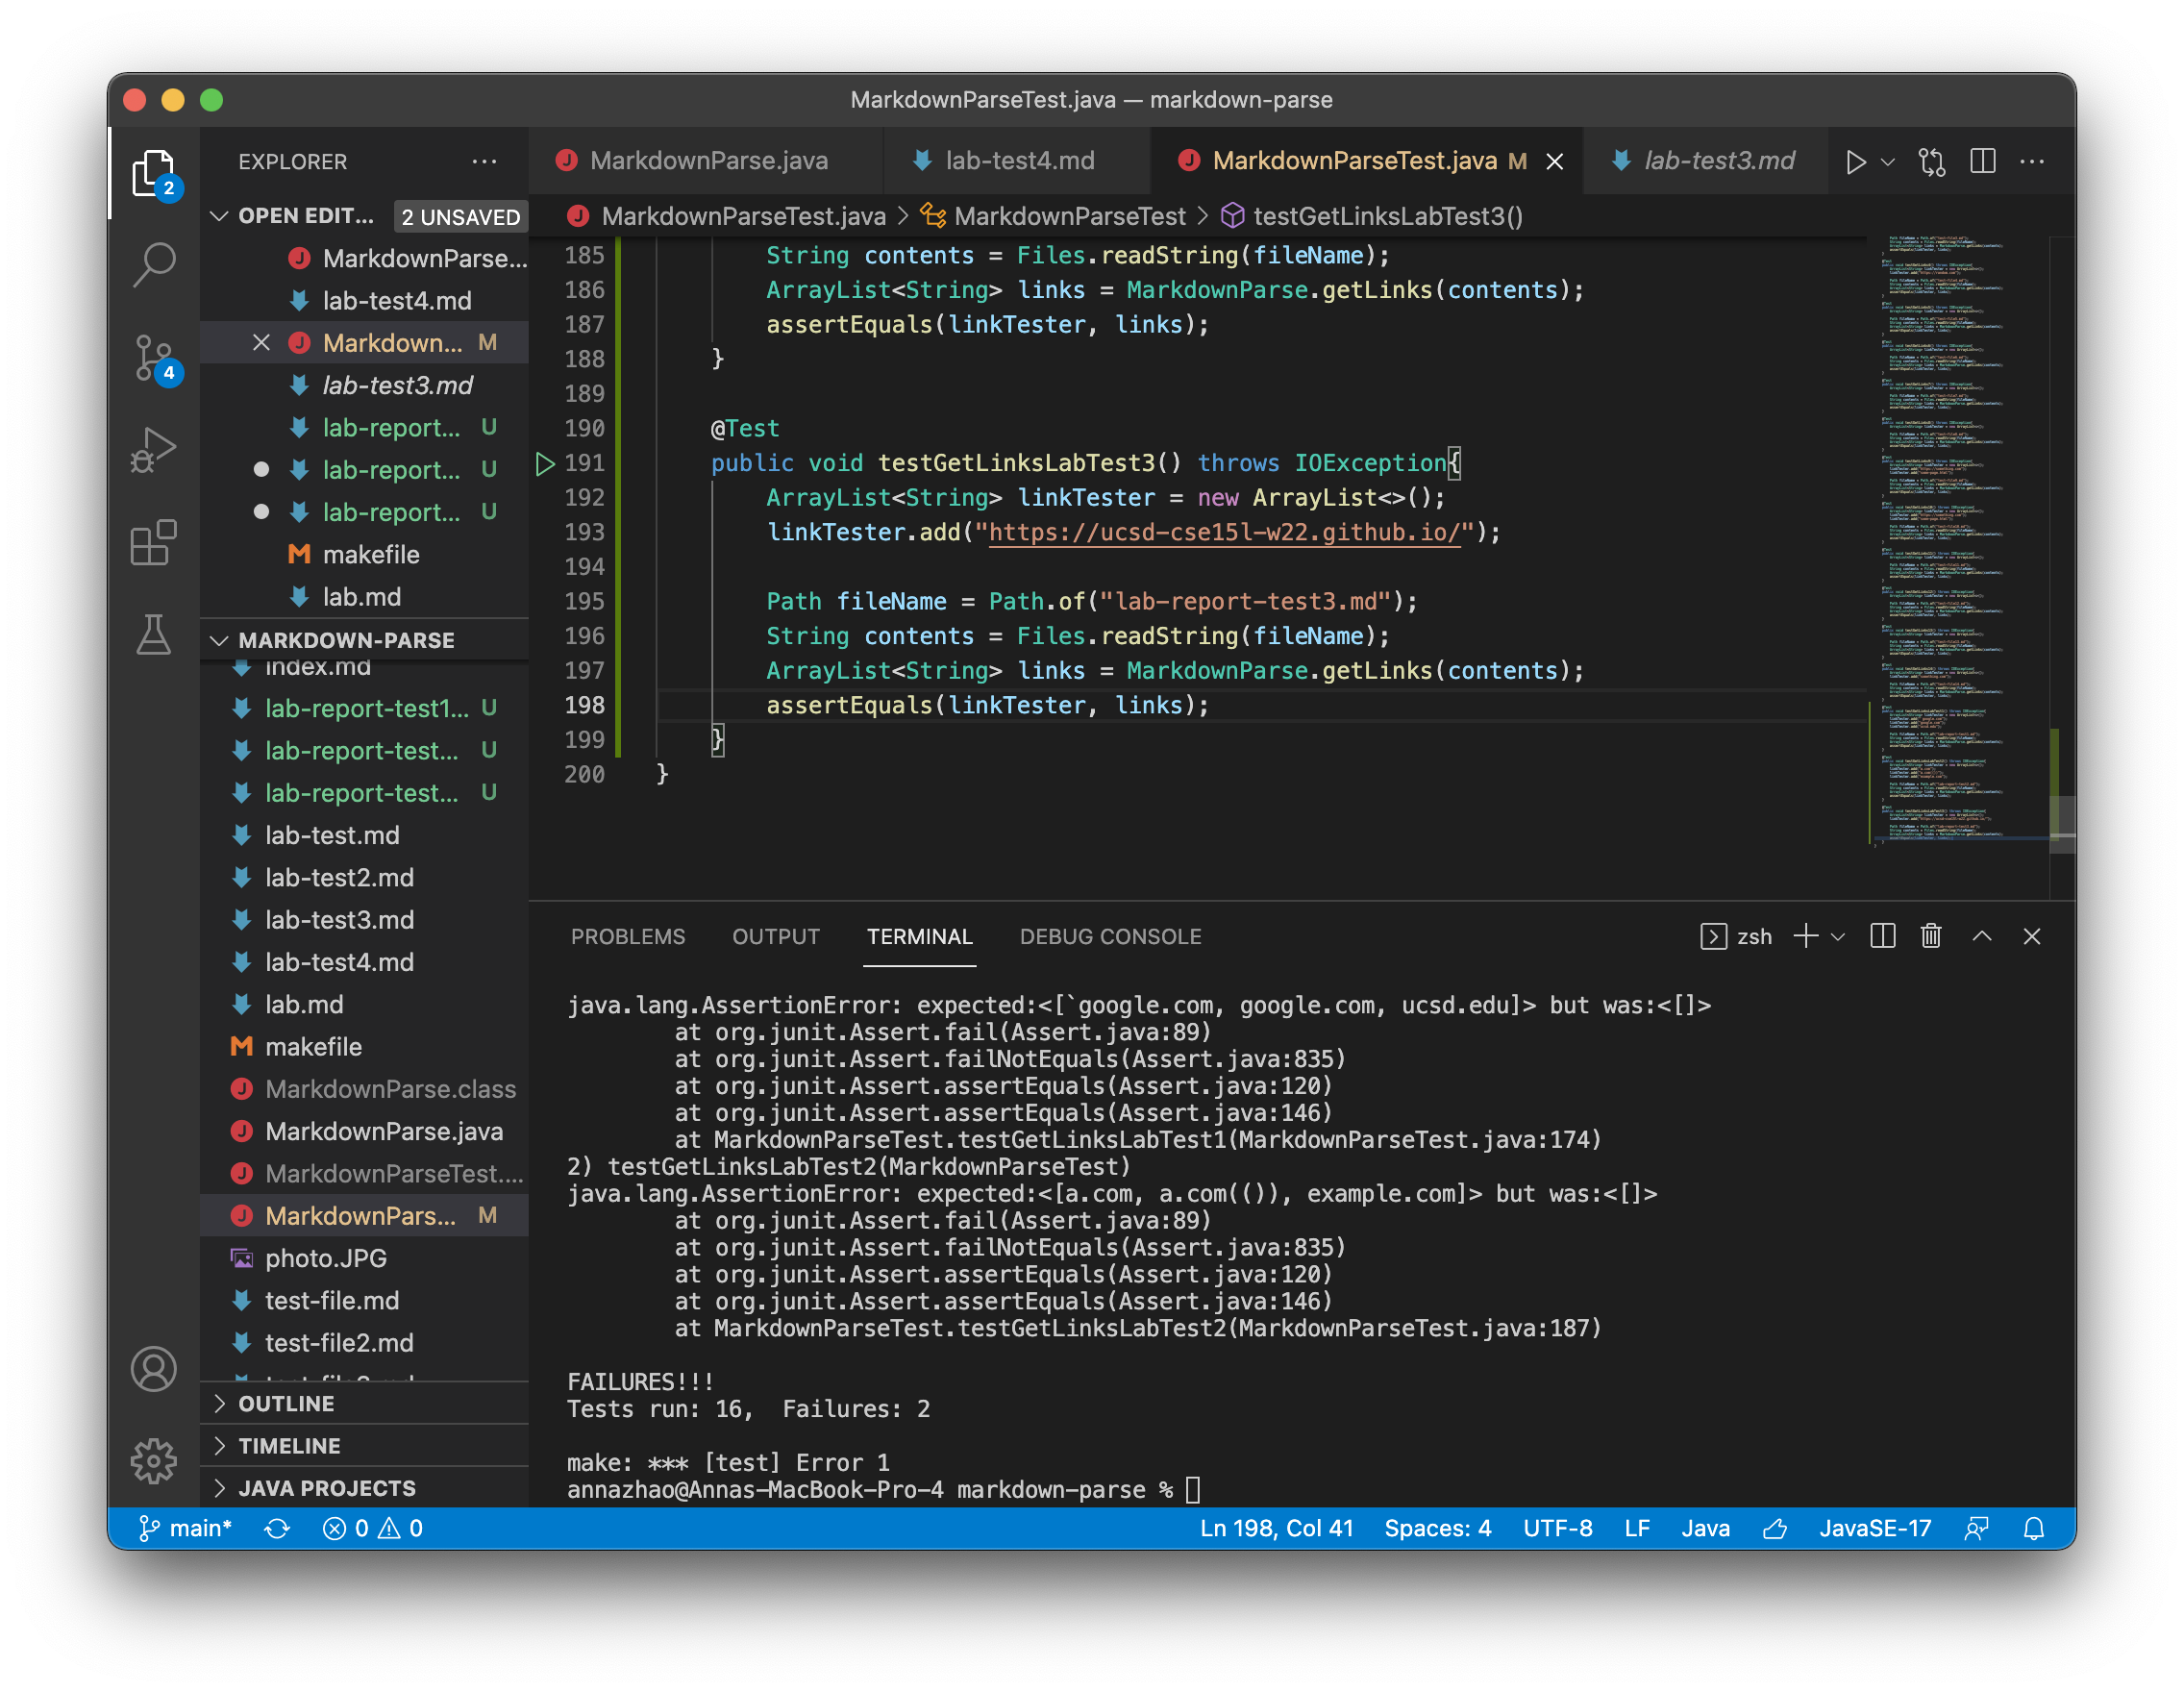 MarkdownParseTest.java — markdown-parse
EXPLORER
MarkdownParse.java
lab-test4.md
MarkdownParseTest.java M
lab-test3.md
2
OPEN EDIT... 2 UNSAVED
MarkdownParseTest.java > MarkdownParseTest > testGetLinksLabTest3()
MarkdownParse...
lab-test4.md
Markdown... M
lab-test3.md
lab-report... U
lab-report... U
lab-report... U
makefile
lab.md
4
MARKDOWN-PARSE
index.md
lab-report-test1... U
lab-report-test... U
lab-report-test... U
lab-test.md
lab-test2.md
lab-test3.md
lab-test4.md
lab.md
makefile
MarkdownParse.class
MarkdownParse.java
MarkdownParseTest....
MarkdownPars... M
photo.JPG
test-file.md
test-file2.md
OUTLINE
TIMELINE
JAVA PROJECTS
185 String contents = Files.readString(fileName);
186 ArrayList<String> links = MarkdownParse.getLinks(contents);
187 assertEquals(linkTester, links);
188 }
189
190 @Test
191 public void testGetLinksLabTest3() throws IOException{
192 ArrayList<String> linkTester = new ArrayList<>();
193 linkTester.add("https://ucsd-cse15l-w22.github.io/");
194
195 Path fileName = Path.of("lab-report-test3.md");
196 String contents = Files.readString(fileName);
197 ArrayList<String> links = MarkdownParse.getLinks(contents);
198 assertEquals(linkTester, links);
199 }
200 }
PROBLEMS OUTPUT TERMINAL DEBUG CONSOLE
zsh
java.lang.AssertionError: expected:<[`google.com, google.com, ucsd.edu]> but was:<[]>
at org.junit.Assert.fail(Assert.java:89)
at org.junit.Assert.failNotEquals(Assert.java:835)
at org.junit.Assert.assertEquals(Assert.java:120)
at org.junit.Assert.assertEquals(Assert.java:146)
at MarkdownParseTest.testGetLinksLabTest1(MarkdownParseTest.java:174)
2) testGetLinksLabTest2(MarkdownParseTest)
java.lang.AssertionError: expected:<[a.com, a.com(()), example.com]> but was:<[]>
at org.junit.Assert.fail(Assert.java:89)
at org.junit.Assert.failNotEquals(Assert.java:835)
at org.junit.Assert.assertEquals(Assert.java:120)
at org.junit.Assert.assertEquals(Assert.java:146)
at MarkdownParseTest.testGetLinksLabTest2(MarkdownParseTest.java:187)
FAILURES!!!
Tests run: 16,  Failures: 2
make: *** [test] Error 1
annazhao@Annas-MacBook-Pro-4 markdown-parse %
main* 0 0
Ln 198, Col 41 Spaces: 4 UTF-8 LF Java JavaSE-17